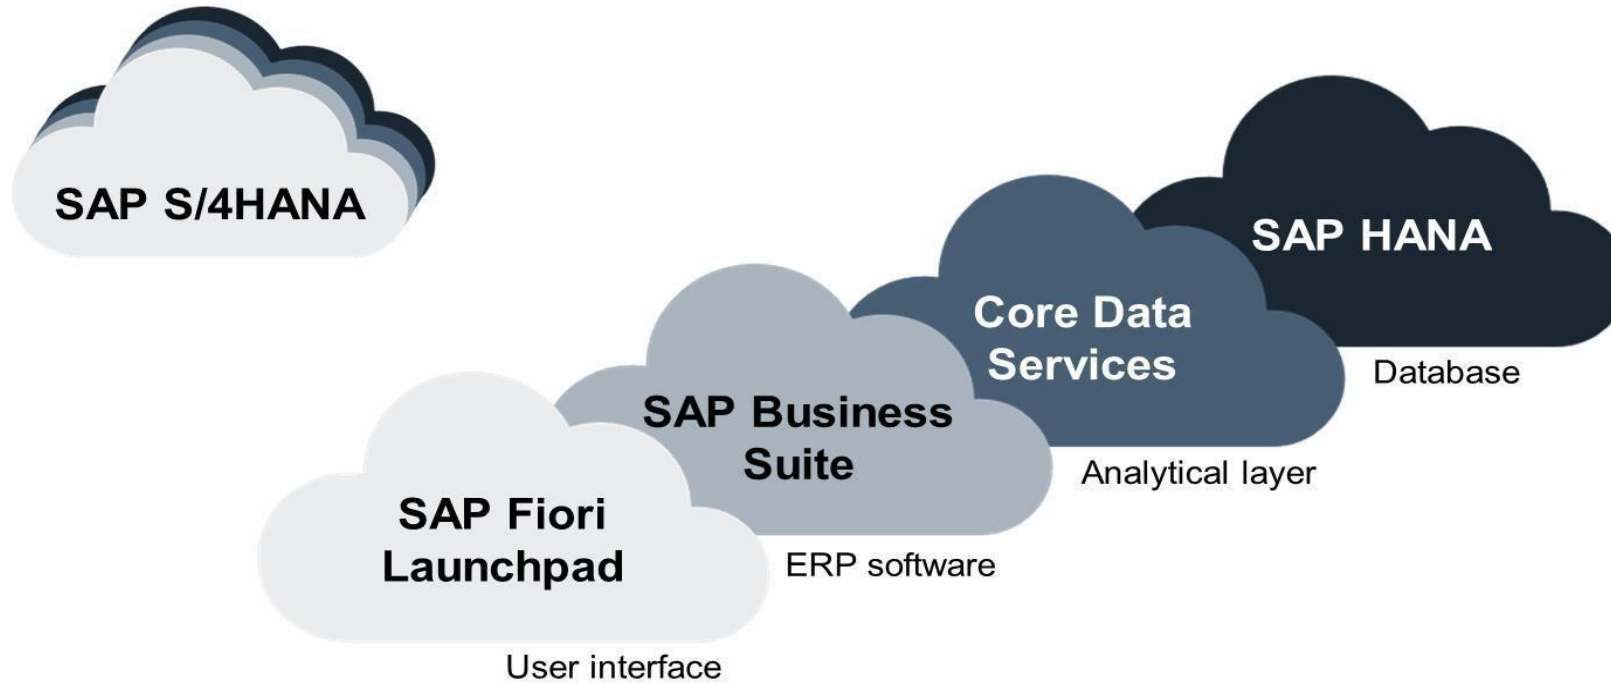 SAP S/4HANA
SAP HANA
Database
Core Data
Services
Analytical layer
SAP Business
Suite
ERP software
SAP Fiori
Launchpad
User interface